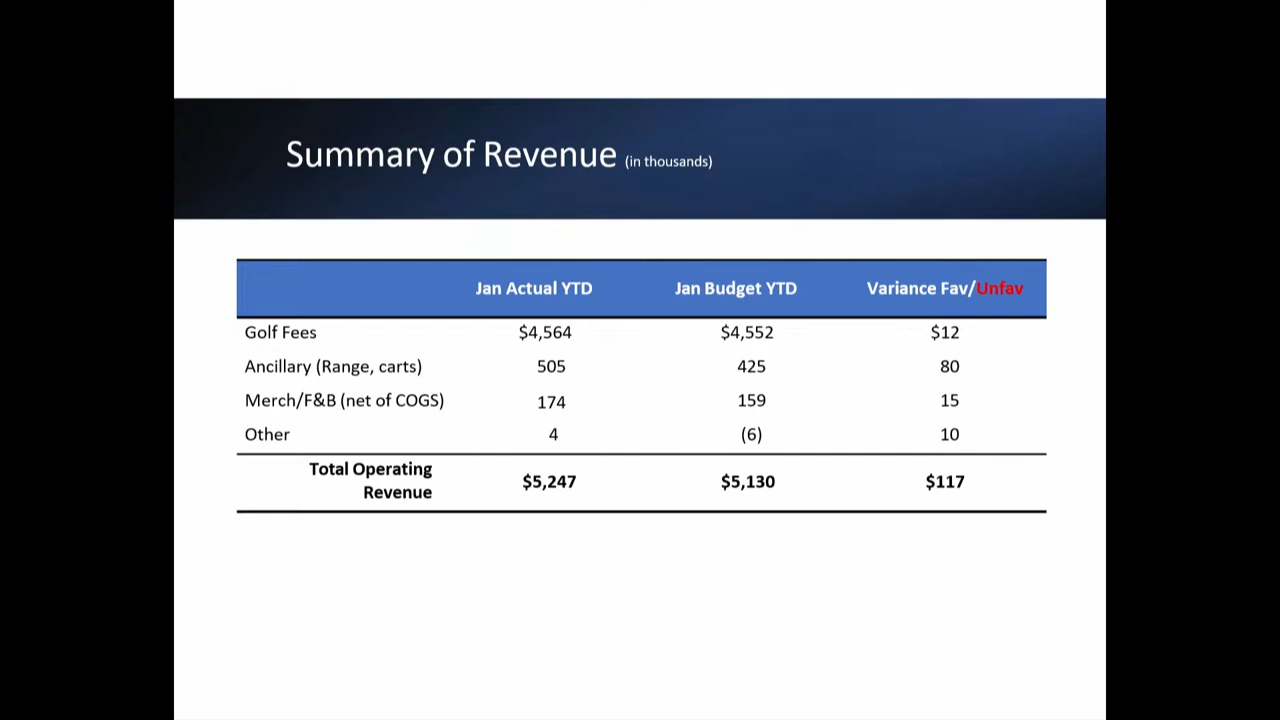 Summary of Revenue (in thousands)
Jan Actual YTD Jan Budget YTD Variance Fav/Unfav
Golf Fees $4,564 $4,552 $12
Ancillary (Range, carts) 505 425 80
Merch/F&B (net of COGS) 174 159 15
Other 4 (6) 10
Total Operating
Revenue $5,247 $5,130 $117